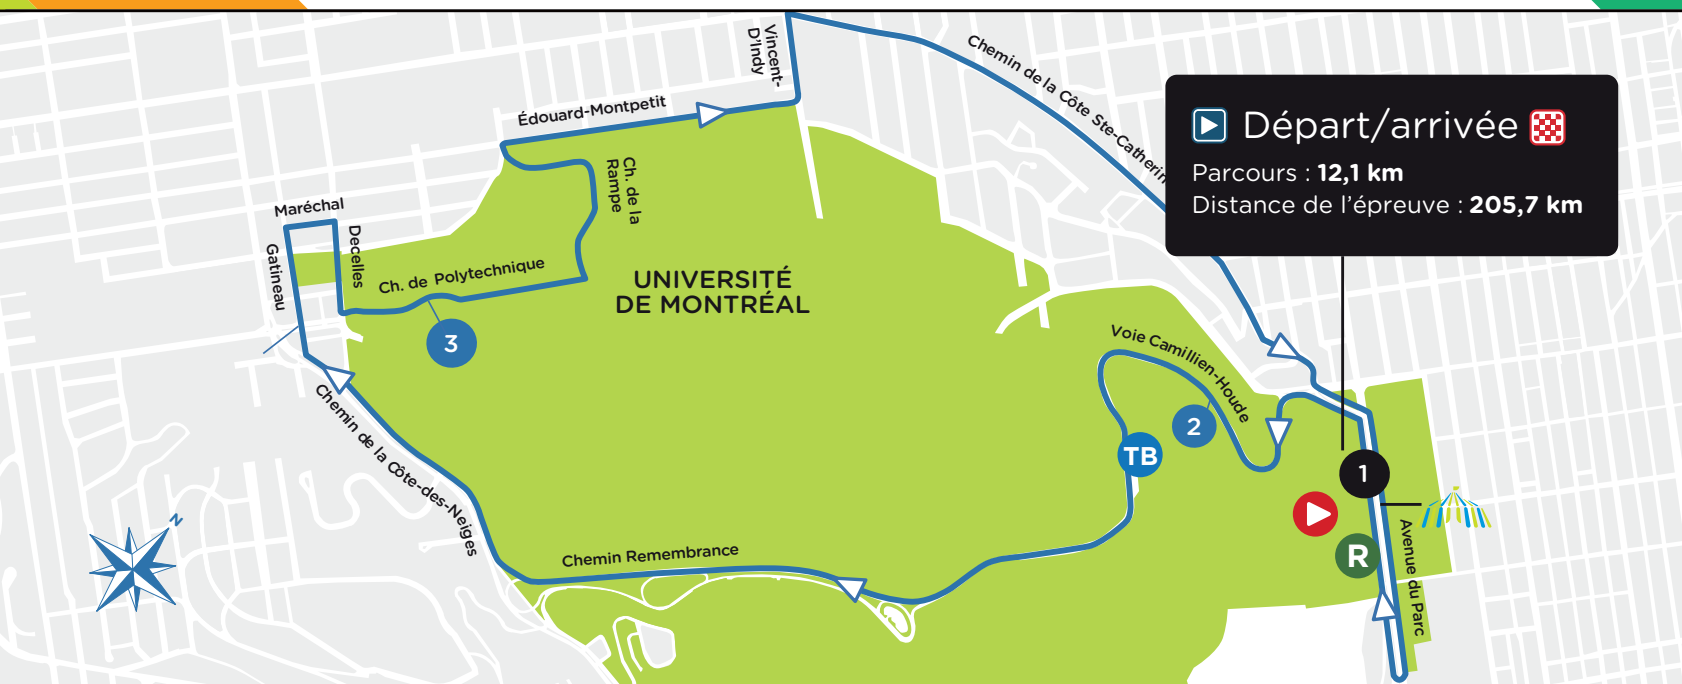 Vincent-
D'Indy
Chemin de la Côte Ste-Catherin
Édouard-Montpetit
Départ/arrivée
Parcours : 12,1 km
Distance de l'épreuve : 205,7 km
Ch. de la
Rampe
Maréchal
Decelles
Gatineau
Ch. de Polytechnique
UNIVERSITÉ
DE MONTRÉAL
3
Voie Camillien-Houde
2
TB
1
Chemin de la Côte-des-Neiges
R
Avenue du Parc
Chemin Remembrance
N